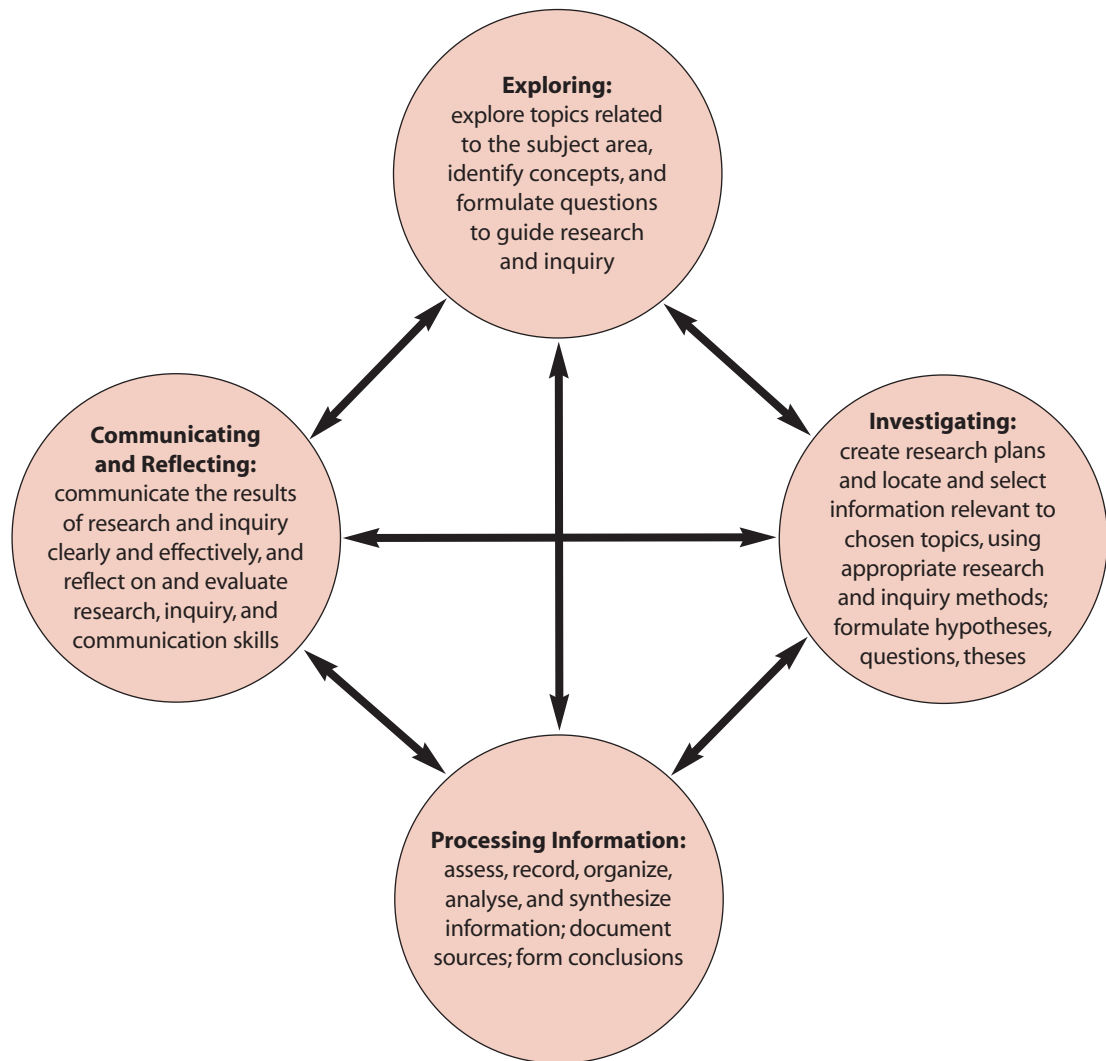 Exploring:
explore topics related
to the subject area,
identify concepts, and
formulate questions
to guide research
and inquiry
Communicating
and Reflecting:
communicate the results
of research and inquiry
clearly and effectively, and
reflect on and evaluate
research, inquiry, and
communication skills
Investigating:
create research plans
and locate and select
information relevant to
chosen topics, using
appropriate research
and inquiry methods;
formulate hypotheses,
questions, theses
Processing Information:
assess, record, organize,
analyse, and synthesize
information; document
sources; form conclusions